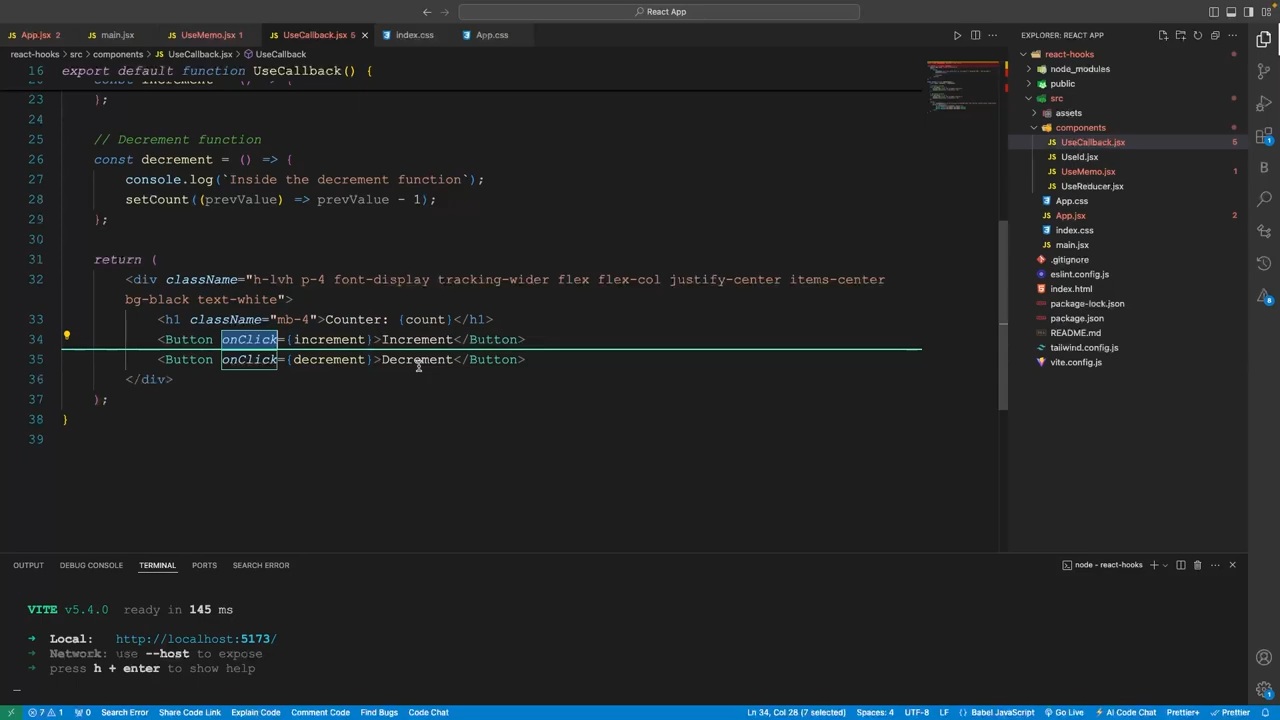 React App
App.jsx 2
main.jsx
UseMemo.jsx 1
UseCallback.jsx 5
index.css
App.css
EXPLORER: REACT APP
react-hooks > src > components > UseCallback.jsx > UseCallback
16 export default function UseCallback() {
23 };
24
25 // Decrement function
26 const decrement = () => {
27 console.log(`Inside the decrement function`);
28 setCount((prevValue) => prevValue - 1);
29 };
30
31 return (
32 <div className="h-lvh p-4 font-display tracking-wider flex flex-col justify-center items-center
bg-black text-white">
33 <h1 className="mb-4">Counter: {count}</h1>
34 <Button onClick={increment}>Increment</Button>
35 <Button onClick={decrement}>Decrement</Button>
36 </div>
37 );
38 }
39
react-hooks
node_modules
public
src
assets
components
UseCallback.jsx 5
UseId.jsx
UseMemo.jsx 1
UseReducer.jsx
App.css
App.jsx 2
index.css
main.jsx
.gitignore
eslint.config.js
index.html
package-lock.json
package.json
README.md
tailwind.config.js
vite.config.js
OUTPUT
DEBUG CONSOLE
TERMINAL
PORTS
SEARCH ERROR
node - react-hooks
VITE v5.4.0 ready in 145 ms
➜ Local: http://localhost:5173/
➜ Network: use --host to expose
➜ press h + enter to show help
7 1 0 Search Error Share Code Link Explain Code Comment Code Find Bugs Code Chat
Ln 34, Col 28 (7 selected) Spaces: 4 UTF-8 LF {} Babel JavaScript Go Live AI Code Chat Prettier+ Prettier